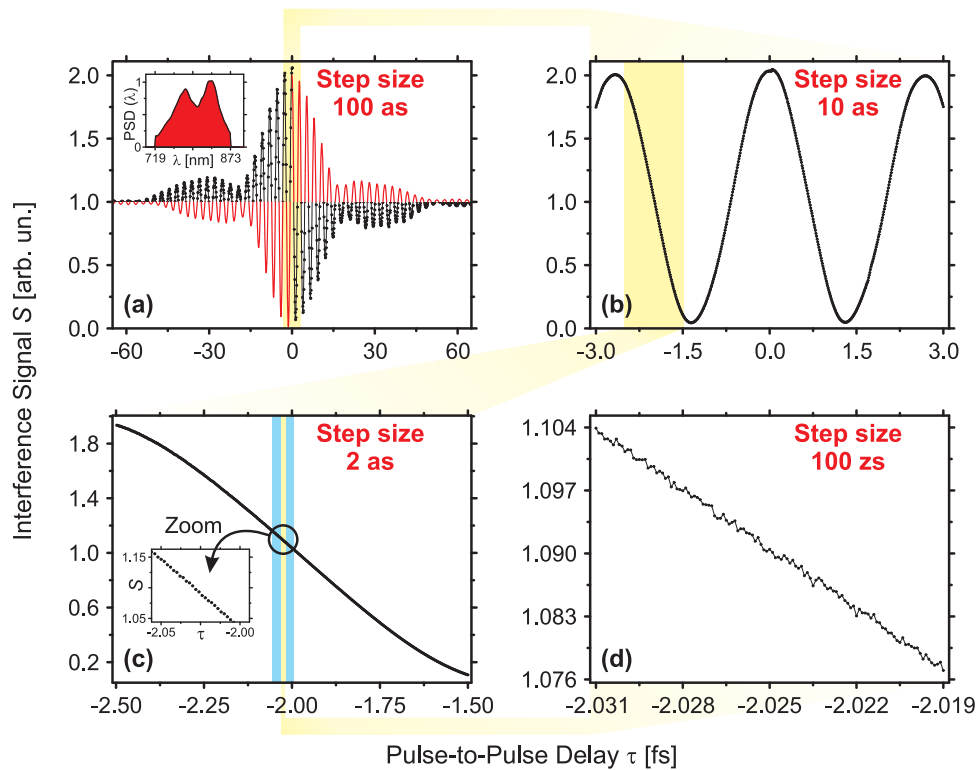 Interference Signal S [arb. un.]
2.0
1.5
1.0
0.5
0.0
-60
-30
0
30
60
Step size
100 as
1
0
PSD (λ)
719
λ [nm]
873
(a)
2.0
1.5
1.0
0.5
0.0
-3.0
-1.5
0.0
1.5
3.0
Step size
10 as
(b)
1.8
1.4
1.0
0.6
0.2
-2.50
-2.25
-2.00
-1.75
-1.50
Step size
2 as
Zoom
1.15
S
1.05
-2.05
τ
-2.00
(c)
1.104
1.097
1.090
1.083
1.076
-2.031
-2.028
-2.025
-2.022
-2.019
Step size
100 zs
(d)
Pulse-to-Pulse Delay τ [fs]